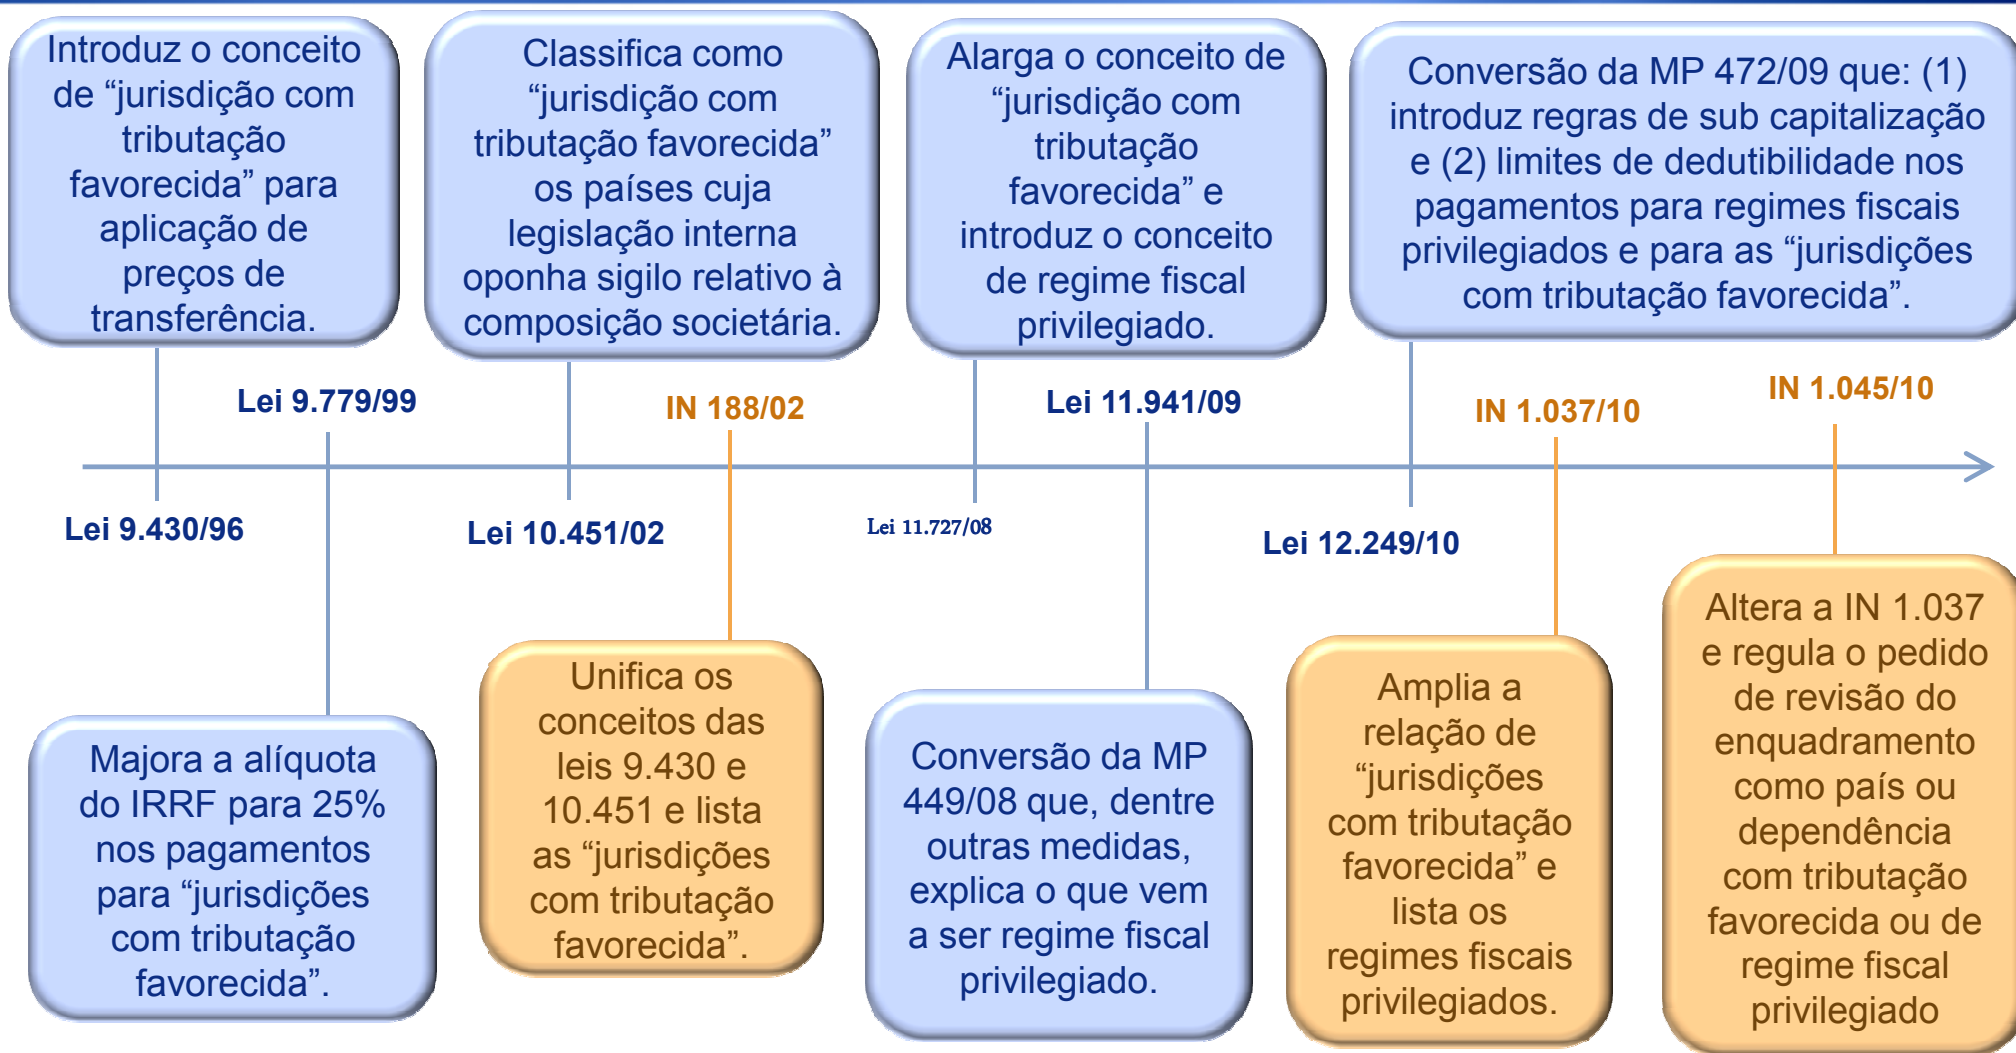 Introduz o conceito
de “jurisdição com
tributação
favorecida” para
aplicação de
preços de
transferência.
Classifica como
“jurisdição com
tributação favorecida”
os países cuja
legislação interna
oponha sigilo relativo à
composição societária.
Alarga o conceito de
“jurisdição com
tributação
favorecida” e
introduz o conceito
de regime fiscal
privilegiado.
Conversão da MP 472/09 que: (1)
introduz regras de sub capitalização
e (2) limites de dedutibilidade nos
pagamentos para regimes fiscais
privilegiados e para as “jurisdições
com tributação favorecida”.
Lei 9.779/99
IN 188/02
Lei 11.941/09
IN 1.037/10
IN 1.045/10
Lei 9.430/96
Lei 10.451/02
Lei 11.727/08
Lei 12.249/10
Majora a alíquota
do IRRF para 25%
nos pagamentos
para “jurisdições
com tributação
favorecida”.
Unifica os
conceitos das
leis 9.430 e
10.451 e lista
as “jurisdições
com tributação
favorecida”.
Conversão da MP
449/08 que, dentre
outras medidas,
explica o que vem
a ser regime fiscal
privilegiado.
Amplia a
relação de
“jurisdições
com tributação
favorecida” e
lista os
regimes fiscais
privilegiados.
Altera a IN 1.037
e regula o pedido
de revisão do
enquadramento
como país ou
dependência
com tributação
favorecida ou de
regime fiscal
privilegiado